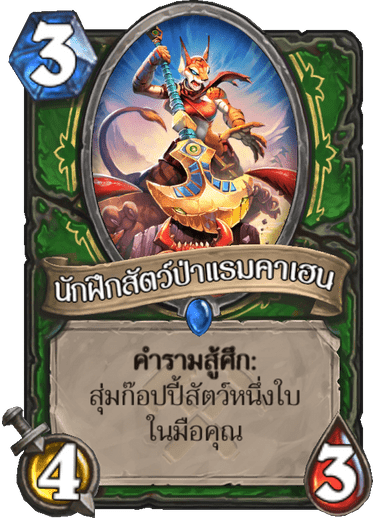 3
นักฝึกสัตว์ป่าแรมคาเฮน
คำรามสู้ศึก:
สุ่มก๊อปปี้สัตว์หนึ่งใบ
ในมือคุณ
4
3